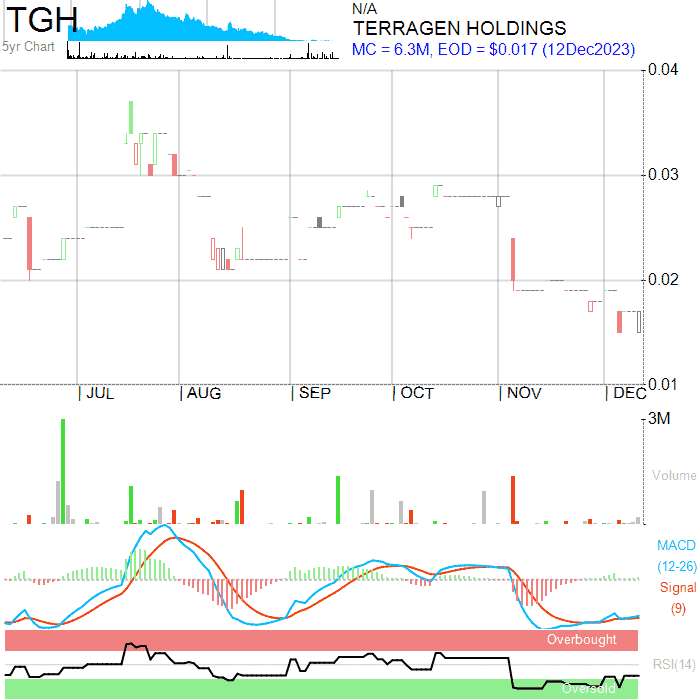 TGH
5yr Chart
N/A
TERRAGEN HOLDINGS
MC = 6.3M, EOD = $0.017 (12Dec2023)
0.04
0.03
0.02
0.01
JUL
AUG
SEP
OCT
NOV
DEC
3M
Volume
MACD
(12-26)
Signal
(9)
Overbought
RSI(14)
Oversold